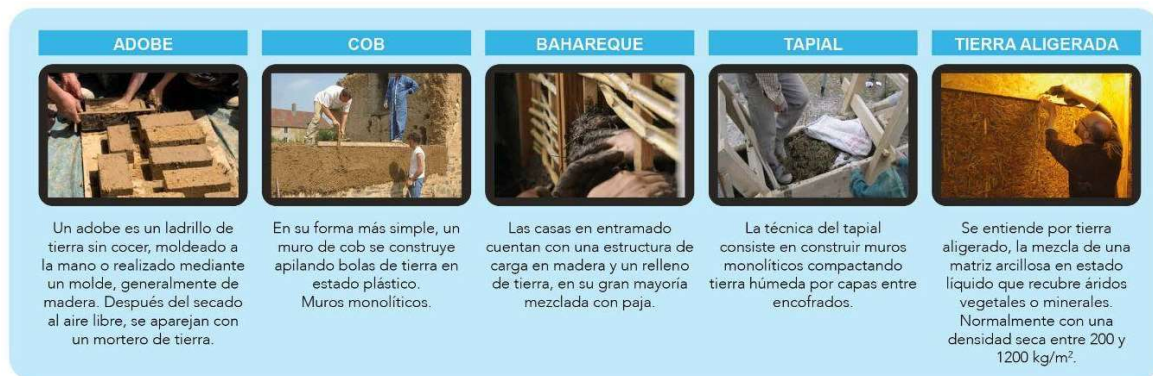 ADOBE
Un adobe es un ladrillo de
tierra sin cocer, moldeado a
la mano o realizado mediante
un molde, generalmente de
madera. Después del secado
al aire libre, se aparejan con
un mortero de tierra.
COB
En su forma más simple, un
muro de cob se construye
apilando bolas de tierra en
estado plástico.
Muros monolíticos.
BAHAREQUE
Las casas en entramado
cuentan con una estructura de
carga en madera y un relleno
de tierra, en su gran mayoría
mezclada con paja.
TAPIAL
La técnica del tapial
consiste en construir muros
monolíticos compactando
tierra húmeda por capas entre
encofrados.
TIERRA ALIGERADA
Se entiende por tierra
aligerado, la mezcla de una
matriz arcillosa en estado
líquido que recubre áridos
vegetales o minerales.
Normalmente con una
densidad seca entre 200 y
1200 kg/m².